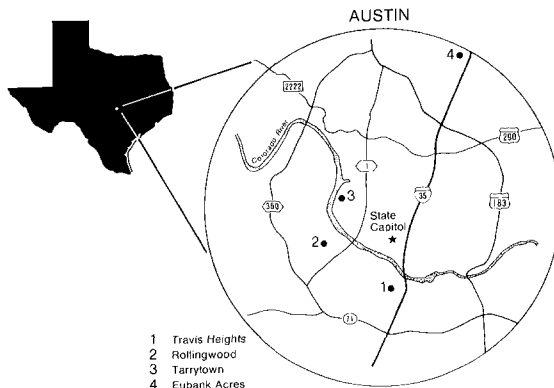 AUSTIN
4
2222
290
Colorado River
1
35
183
360
3
State
Capitol
2
1
71
1 Travis Heights
2 Rollingwood
3 Tarrytown
4 Eubank Acres